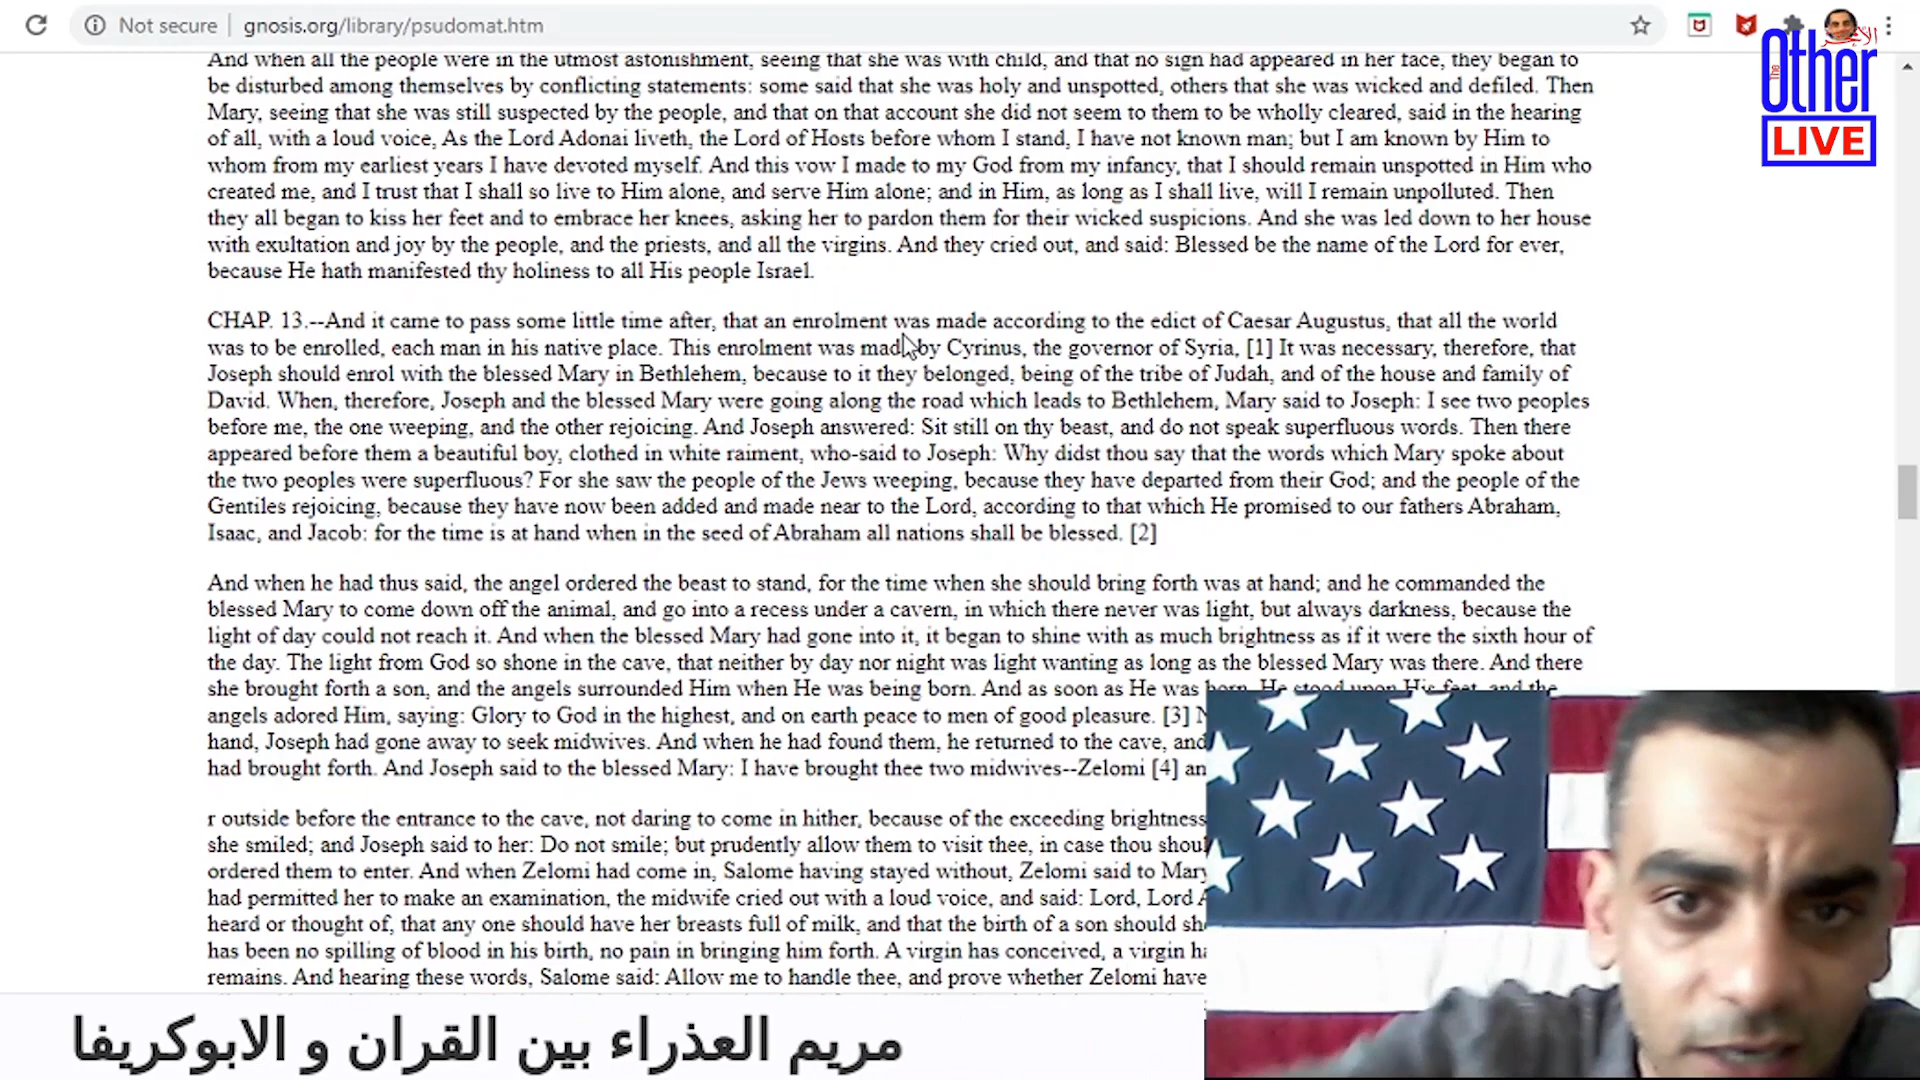 Not secure
gnosis.org/library/psudomat.htm
The Other
الآخر
LIVE
And when all the people were in the utmost astonishment, seeing that she was with child, and that no sign had appeared in her face, they began to
be disturbed among themselves by conflicting statements: some said that she was holy and unspotted, others that she was wicked and defiled. Then
Mary, seeing that she was still suspected by the people, and that on that account she did not seem to them to be wholly cleared, said in the hearing
of all, with a loud voice, As the Lord Adonai liveth, the Lord of Hosts before whom I stand, I have not known man; but I am known by Him to
whom from my earliest years I have devoted myself. And this vow I made to my God from my infancy, that I should remain unspotted in Him who
created me, and I trust that I shall so live to Him alone, and serve Him alone; and in Him, as long as I shall live, will I remain unpolluted. Then
they all began to kiss her feet and to embrace her knees, asking her to pardon them for their wicked suspicions. And she was led down to her house
with exultation and joy by the people, and the priests, and all the virgins. And they cried out, and said: Blessed be the name of the Lord for ever,
because He hath manifested thy holiness to all His people Israel.
CHAP. 13.--And it came to pass some little time after, that an enrolment was made according to the edict of Caesar Augustus, that all the world
was to be enrolled, each man in his native place. This enrolment was made by Cyrinus, the governor of Syria, [1] It was necessary, therefore, that
Joseph should enrol with the blessed Mary in Bethlehem, because to it they belonged, being of the tribe of Judah, and of the house and family of
David. When, therefore, Joseph and the blessed Mary were going along the road which leads to Bethlehem, Mary said to Joseph: I see two peoples
before me, the one weeping, and the other rejoicing. And Joseph answered: Sit still on thy beast, and do not speak superfluous words. Then there
appeared before them a beautiful boy, clothed in white raiment, who-said to Joseph: Why didst thou say that the words which Mary spoke about
the two peoples were superfluous? For she saw the people of the Jews weeping, because they have departed from their God; and the people of the
Gentiles rejoicing, because they have now been added and made near to the Lord, according to that which He promised to our fathers Abraham,
Isaac, and Jacob: for the time is at hand when in the seed of Abraham all nations shall be blessed. [2]
And when he had thus said, the angel ordered the beast to stand, for the time when she should bring forth was at hand; and he commanded the
blessed Mary to come down off the animal, and go into a recess under a cavern, in which there never was light, but always darkness, because the
light of day could not reach it. And when the blessed Mary had gone into it, it began to shine with as much brightness as if it were the sixth hour of
the day. The light from God so shone in the cave, that neither by day nor night was light wanting as long as the blessed Mary was there. And there
she brought forth a son, and the angels surrounded Him when He was being born. And as soon as He was born, He stood upon His feet, and the
angels adored Him, saying: Glory to God in the highest, and on earth peace to men of good pleasure. [3]
hand, Joseph had gone away to seek midwives. And when he had found them, he returned to the cave, and
had brought forth. And Joseph said to the blessed Mary: I have brought thee two midwives--Zelomi [4]
r outside before the entrance to the cave, not daring to come in hither, because of the exceeding brightness
she smiled; and Joseph said to her: Do not smile; but prudently allow them to visit thee, in case thou
ordered them to enter. And when Zelomi had come in, Salome having stayed without, Zelomi said to Mary
had permitted her to make an examination, the midwife cried out with a loud voice, and said: Lord, Lord
heard or thought of, that any one should have her breasts full of milk, and that the birth of a son should
has been no spilling of blood in his birth, no pain in bringing him forth. A virgin has conceived, a virgin
remains. And hearing these words, Salome said: Allow me to handle thee, and prove whether Zelomi have
مريم العذراء بين القران و الابوكريفا